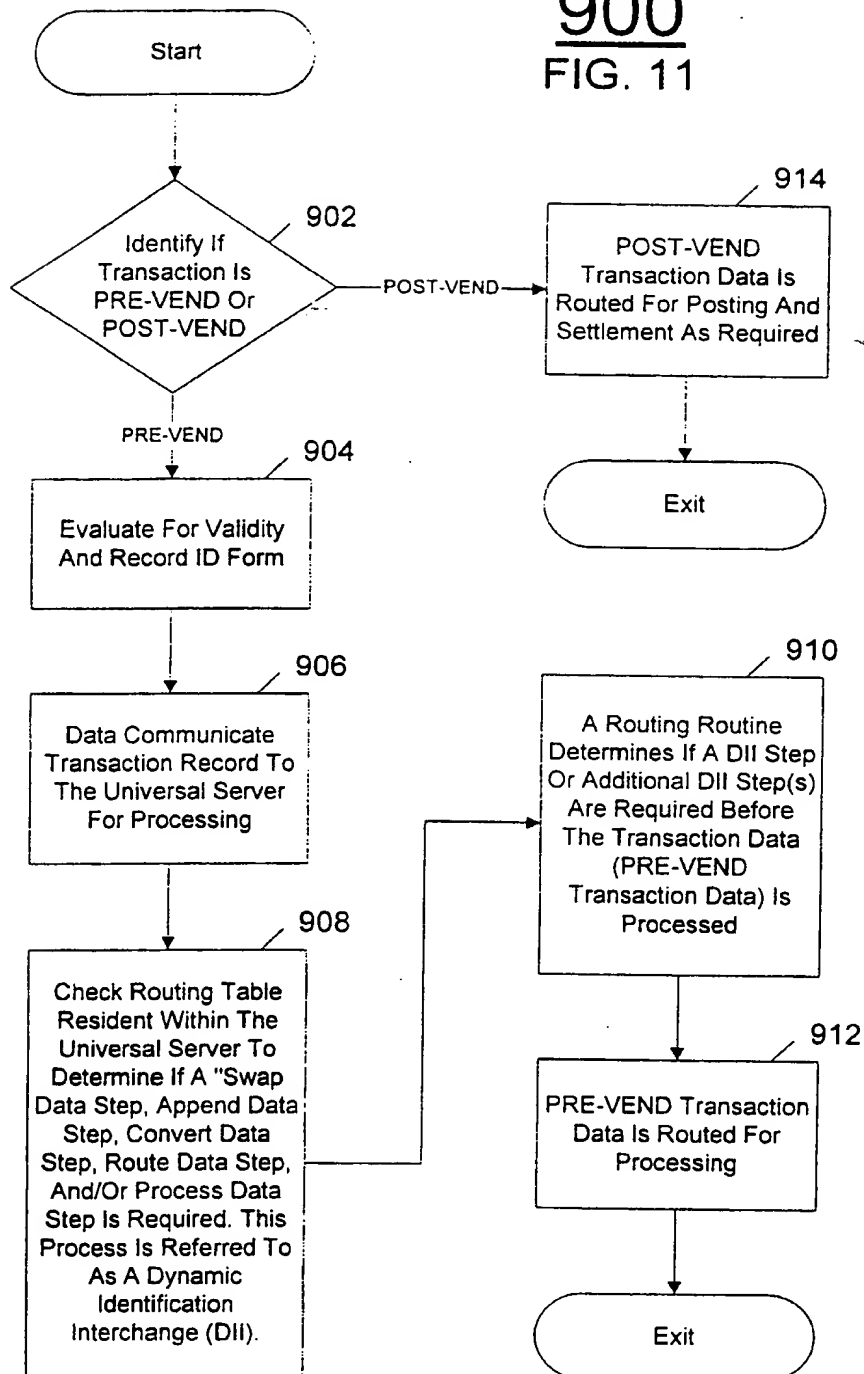 900
FIG. 11
Start
902
Identify If
Transaction Is
PRE-VEND Or
POST-VEND
POST-VEND
914
POST-VEND
Transaction Data Is
Routed For Posting And
Settlement As Required
Exit
PRE-VEND
904
Evaluate For Validity
And Record ID Form
906
Data Communicate
Transaction Record To
The Universal Server
For Processing
908
Check Routing Table
Resident Within The
Universal Server To
Determine If A "Swap
Data Step, Append Data
Step, Convert Data
Step, Route Data Step,
And/Or Process Data
Step Is Required. This
Process Is Referred To
As A Dynamic
Identification
Interchange (DII).
910
A Routing Routine
Determines If A DII Step
Or Additional DII Step(s)
Are Required Before
The Transaction Data
(PRE-VEND
Transaction Data) Is
Processed
912
PRE-VEND Transaction
Data Is Routed For
Processing
Exit